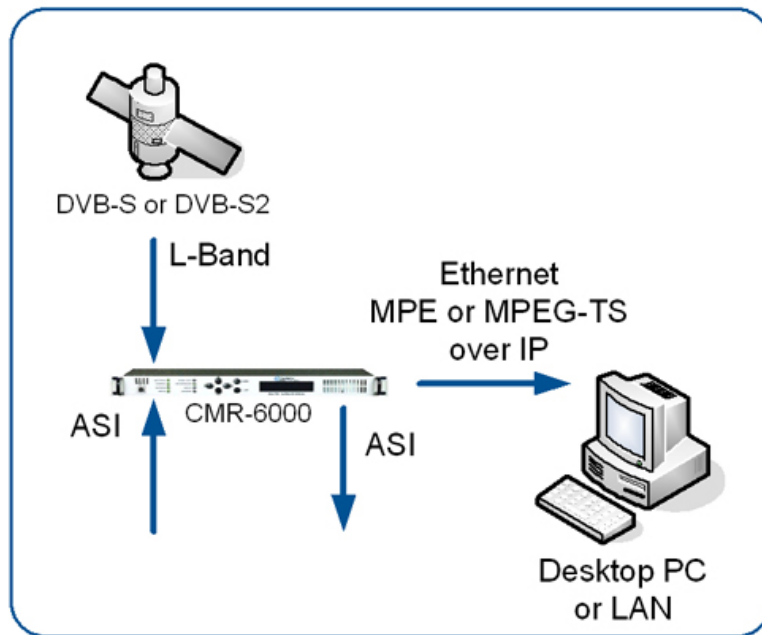 DVB-S or DVB-S2
L-Band
Ethernet
MPE or MPEG-TS
over IP
ASI
CMR-6000
ASI
Desktop PC
or LAN